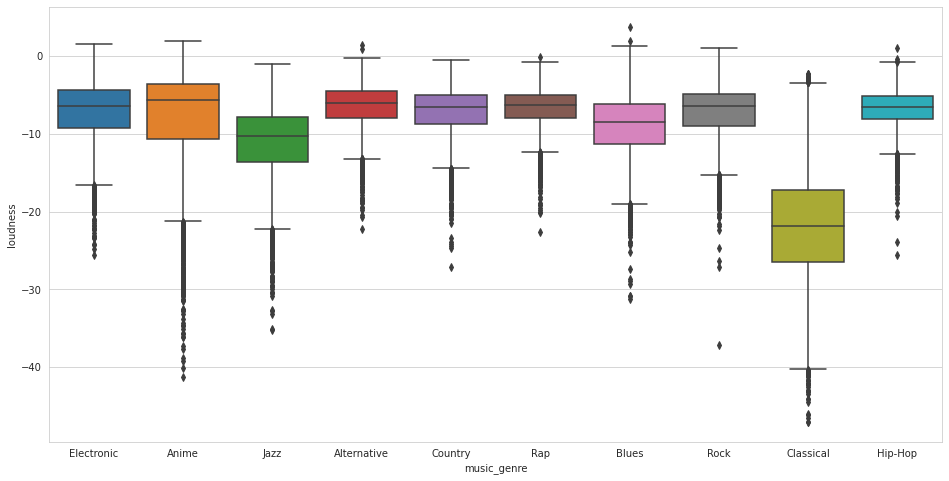 loudness
0
−10
−20
−30
−40
Electronic Anime Jazz Alternative Country Rap Blues Rock Classical Hip-Hop
music_genre